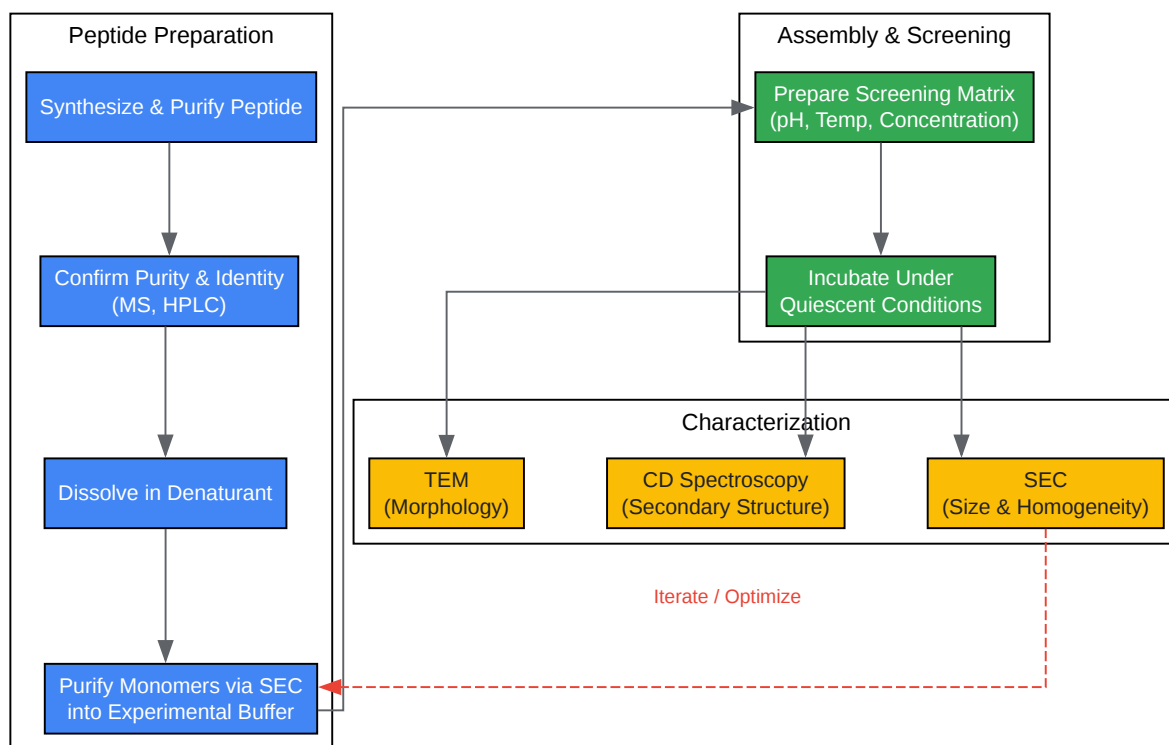 Peptide Preparation
Synthesize & Purify Peptide
Confirm Purity & Identity
(MS, HPLC)
Dissolve in Denaturant
Purify Monomers via SEC
into Experimental Buffer
Assembly & Screening
Prepare Screening Matrix
(pH, Temp, Concentration)
Incubate Under
Quiescent Conditions
Characterization
TEM
(Morphology)
CD Spectroscopy
(Secondary Structure)
SEC
(Size & Homogeneity)
Iterate / Optimize